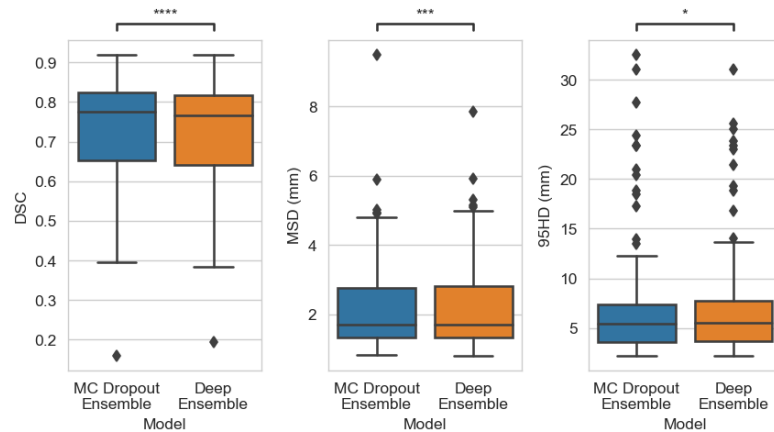 ****
DSC
0.9
0.8
0.7
0.6
0.5
0.4
0.3
0.2
MC Dropout
Ensemble
Deep
Ensemble
Model
***
MSD (mm)
8
6
4
2
MC Dropout
Ensemble
Deep
Ensemble
Model
*
95HD (mm)
30
25
20
15
10
5
MC Dropout
Ensemble
Deep
Ensemble
Model